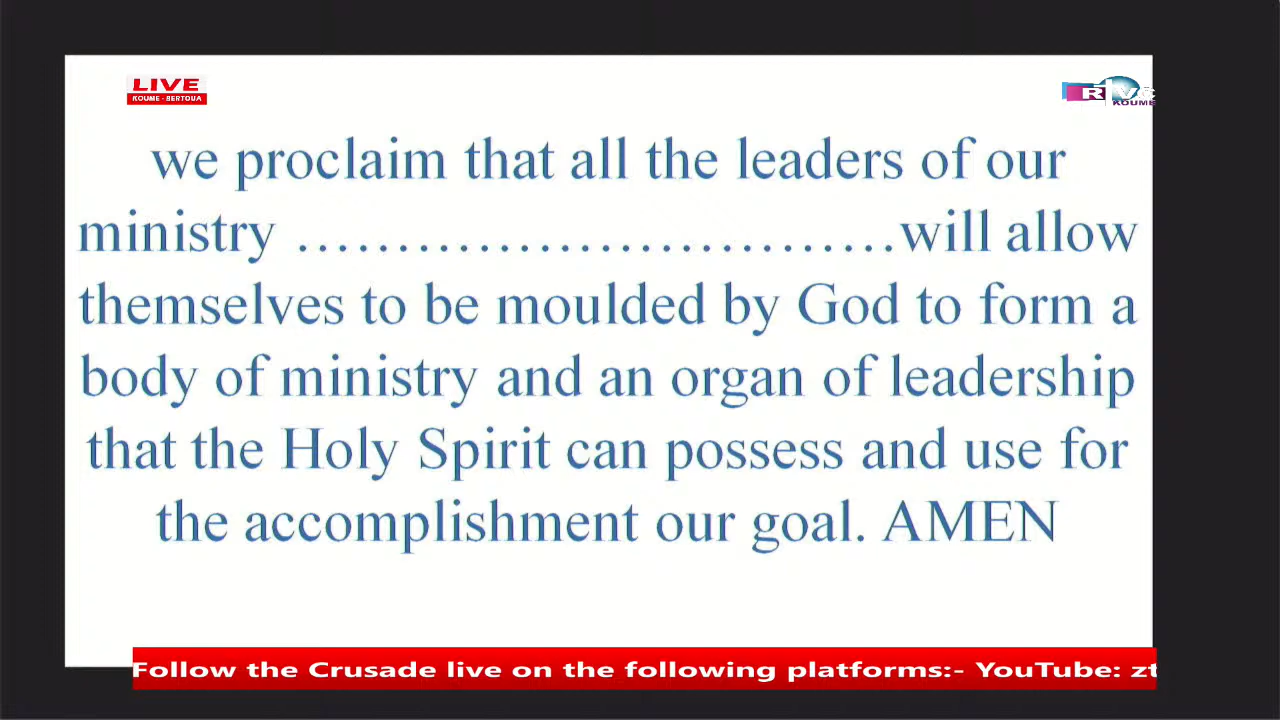 LIVE
KOUME - BERTOUA
KOUME
we proclaim that all the leaders of our
ministry ..............................will allow
themselves to be moulded by God to form a
body of ministry and an organ of leadership
that the Holy Spirit can possess and use for
the accomplishment our goal. AMEN
Follow the Crusade live on the following platforms:- YouTube: zt